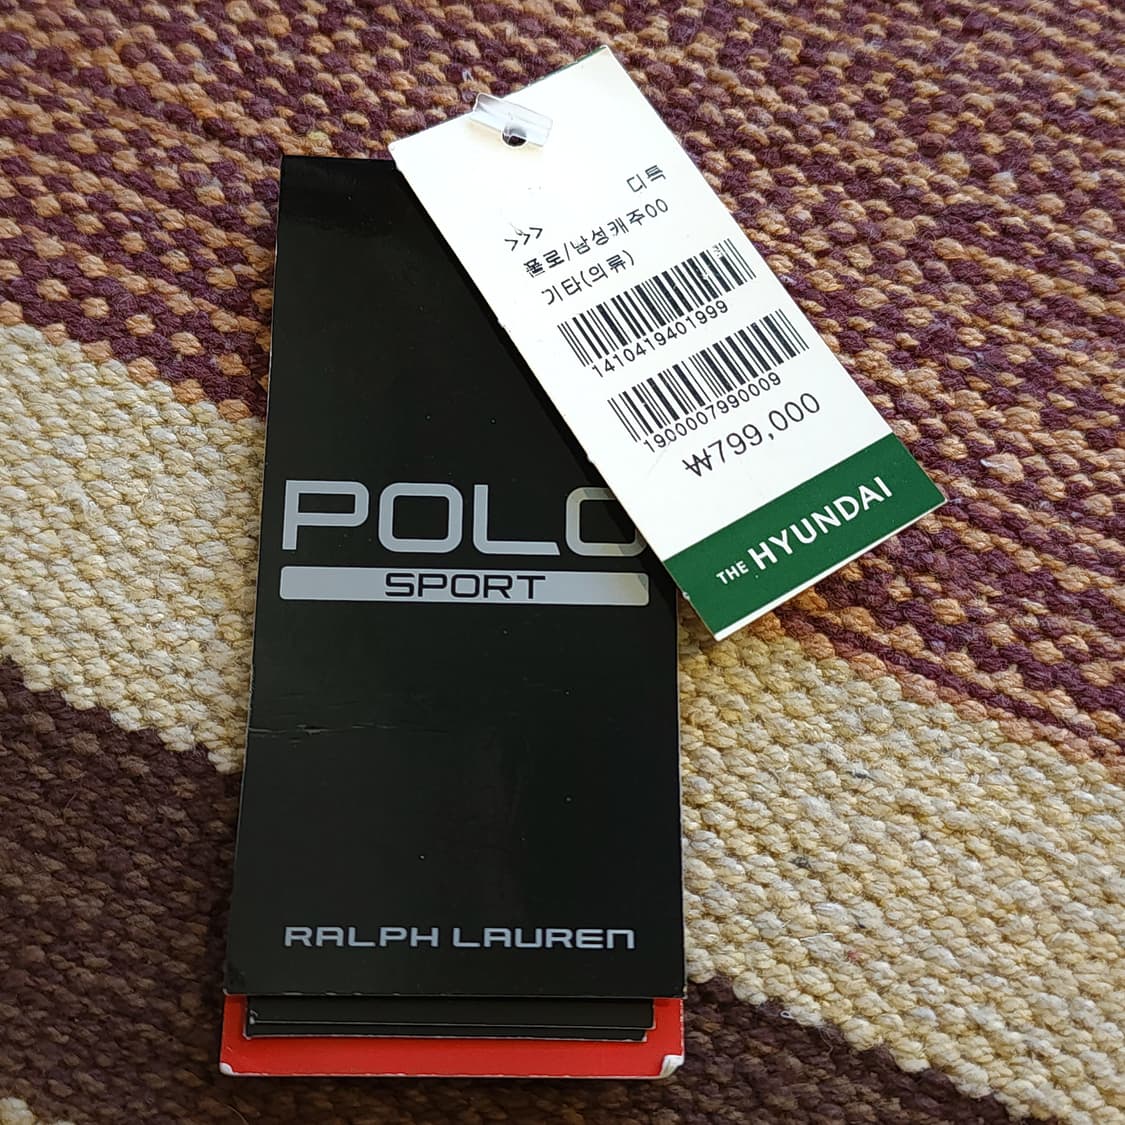 POLO
SPORT
RALPH LAUREN
디특
>>>
폴로/남성캐주00
기타(의류)
1410419401999
1900007990009
₩799,000
THE HYUNDAI